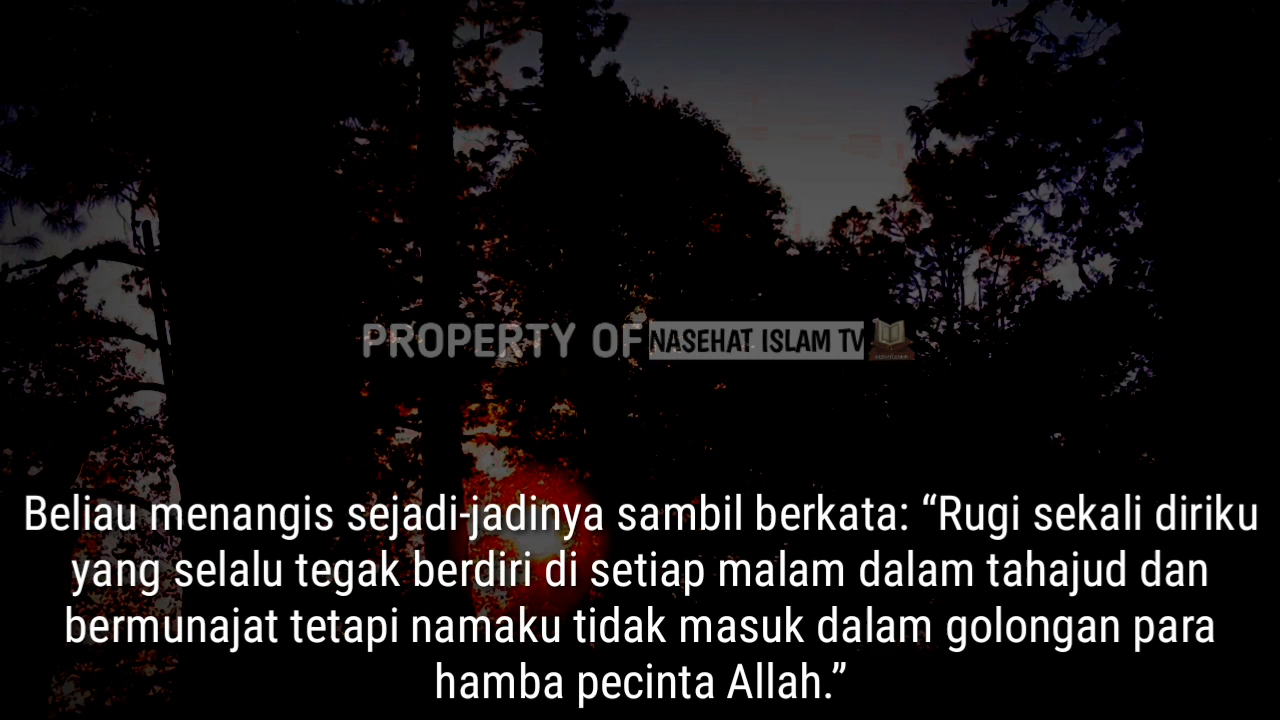 PROPERTY OF NASEHAT ISLAM TV
Beliau menangis sejadi-jadinya sambil berkata: “Rugi sekali diriku
yang selalu tegak berdiri di setiap malam dalam tahajud dan
bermunajat tetapi namaku tidak masuk dalam golongan para
hamba pecinta Allah.”